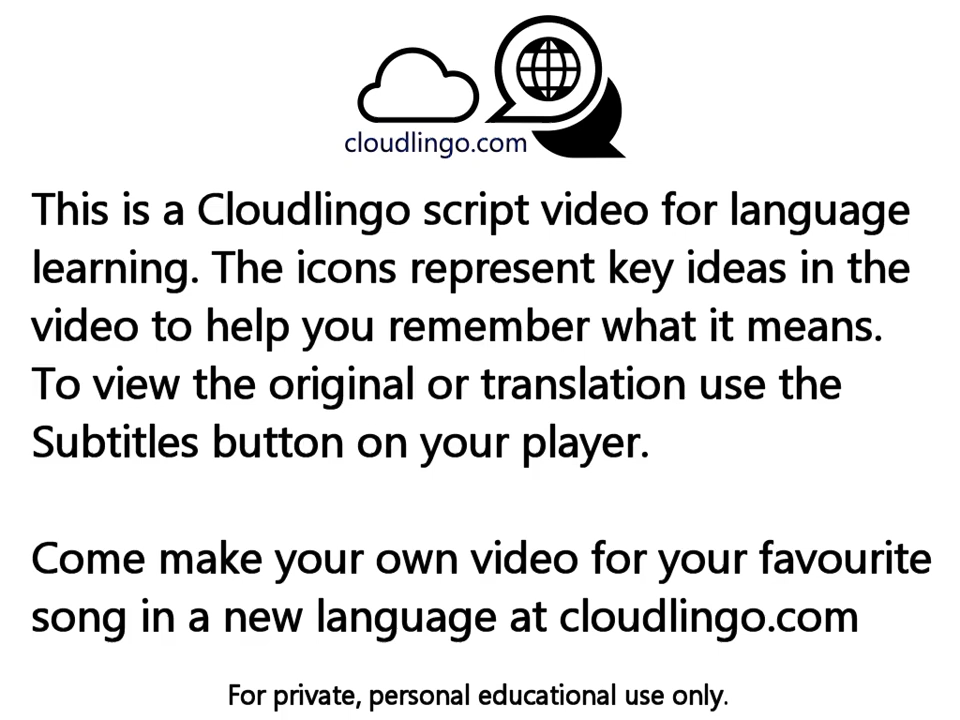 cloudlingo.com
This is a Cloudlingo script video for language
learning. The icons represent key ideas in the
video to help you remember what it means.
To view the original or translation use the
Subtitles button on your player.
Come make your own video for your favourite
song in a new language at cloudlingo.com
For private, personal educational use only.